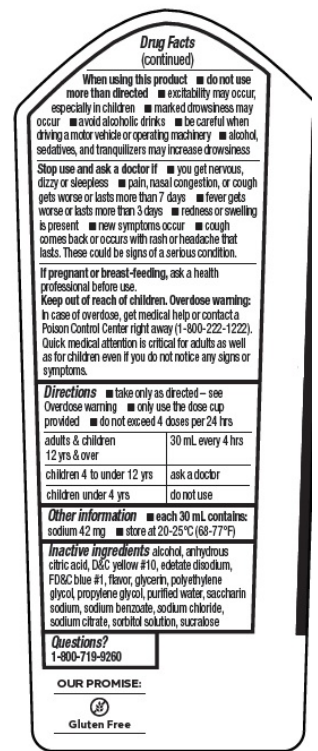 Drug Facts
(continued)
When using this product ■ do not use
more than directed ■ excitability may occur,
especially in children ■ marked drowsiness may
occur ■ avoid alcoholic drinks ■ be careful when
driving a motor vehicle or operating machinery ■ alcohol,
sedatives, and tranquilizers may increase drowsiness
Stop use and ask a doctor if ■ you get nervous,
dizzy or sleepless ■ pain, nasal congestion, or cough
gets worse or lasts more than 7 days ■ fever gets
worse or lasts more than 3 days ■ redness or swelling
is present ■ new symptoms occur ■ cough
comes back or occurs with rash or headache that
lasts. These could be signs of a serious condition.
If pregnant or breast-feeding, ask a health
professional before use.
Keep out of reach of children. Overdose warning:
In case of overdose, get medical help or contact a
Poison Control Center right away (1-800-222-1222).
Quick medical attention is critical for adults as well
as for children even if you do not notice any signs or
symptoms.
Directions ■ take only as directed – see
Overdose warning ■ only use the dose cup
provided ■ do not exceed 4 doses per 24 hrs
adults & children 30 mL every 4 hrs
12 yrs & over
children 4 to under 12 yrs ask a doctor
children under 4 yrs do not use
Other information ■ each 30 mL contains:
sodium 42 mg ■ store at 20-25°C (68-77°F)
Inactive ingredients alcohol, anhydrous
citric acid, D&C yellow #10, edetate disodium,
FD&C blue #1, flavor, glycerin, polyethylene
glycol, propylene glycol, purified water, saccharin
sodium, sodium benzoate, sodium chloride,
sodium citrate, sorbitol solution, sucralose
Questions?
1-800-719-9260
OUR PROMISE:
Gluten Free